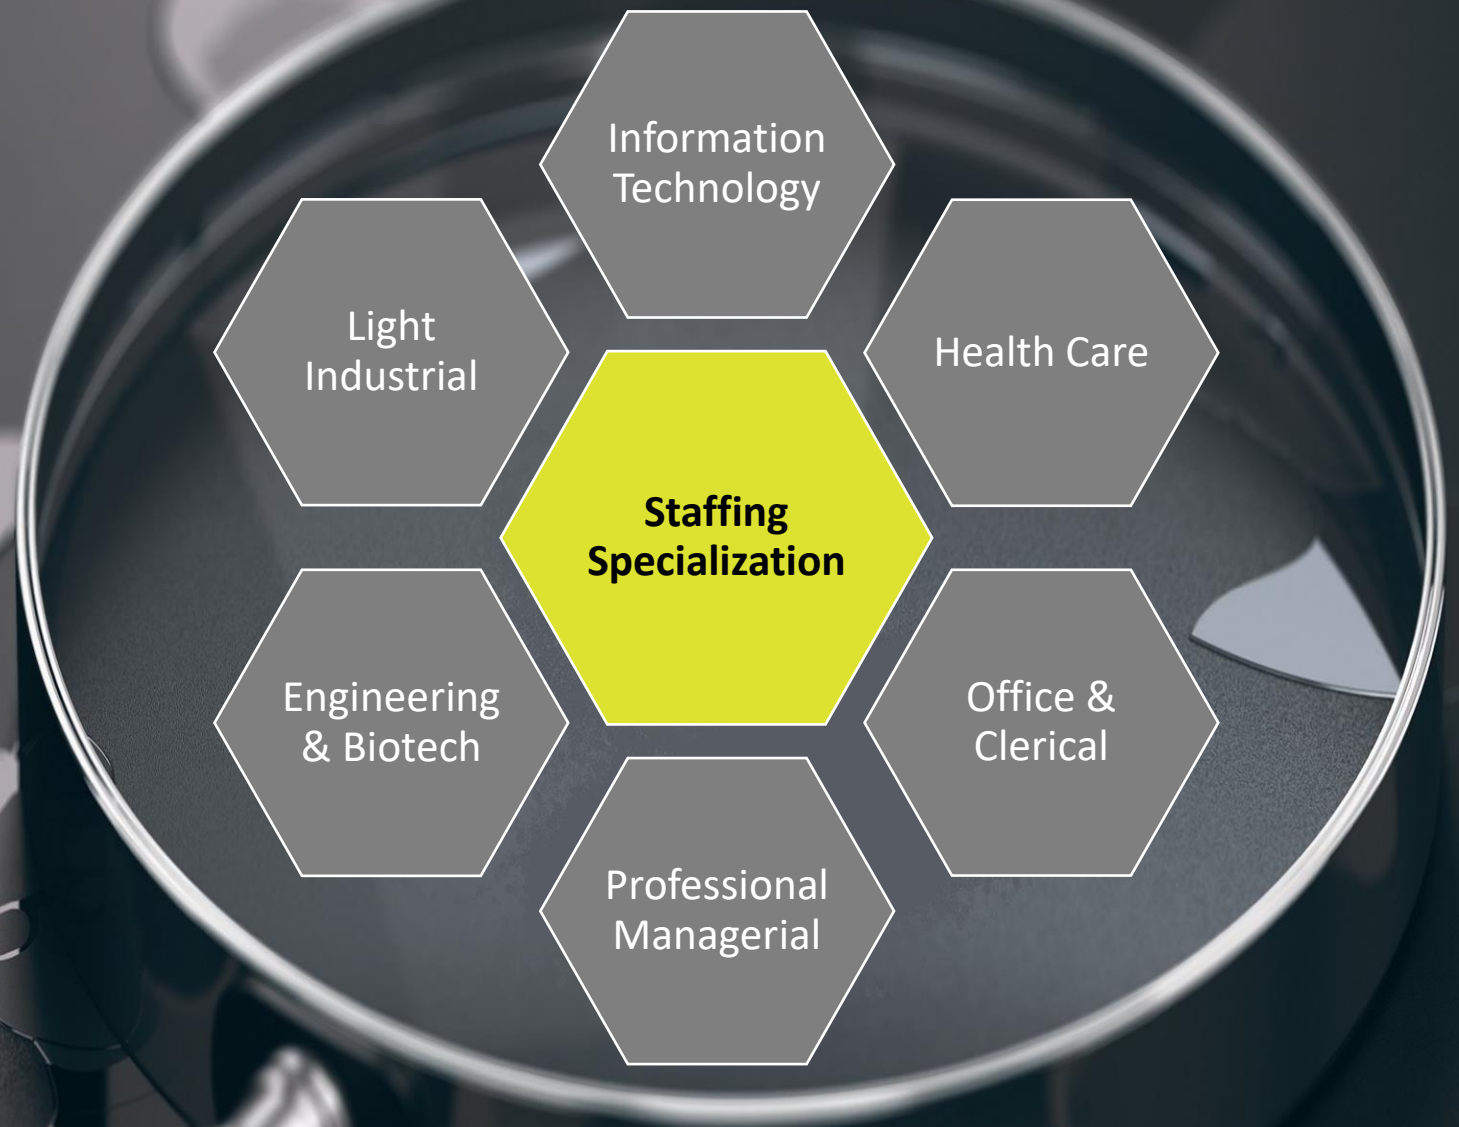 Information
Technology
Light
Industrial
Health Care
Staffing
Specialization
Engineering
& Biotech
Office &
Clerical
Professional
Managerial